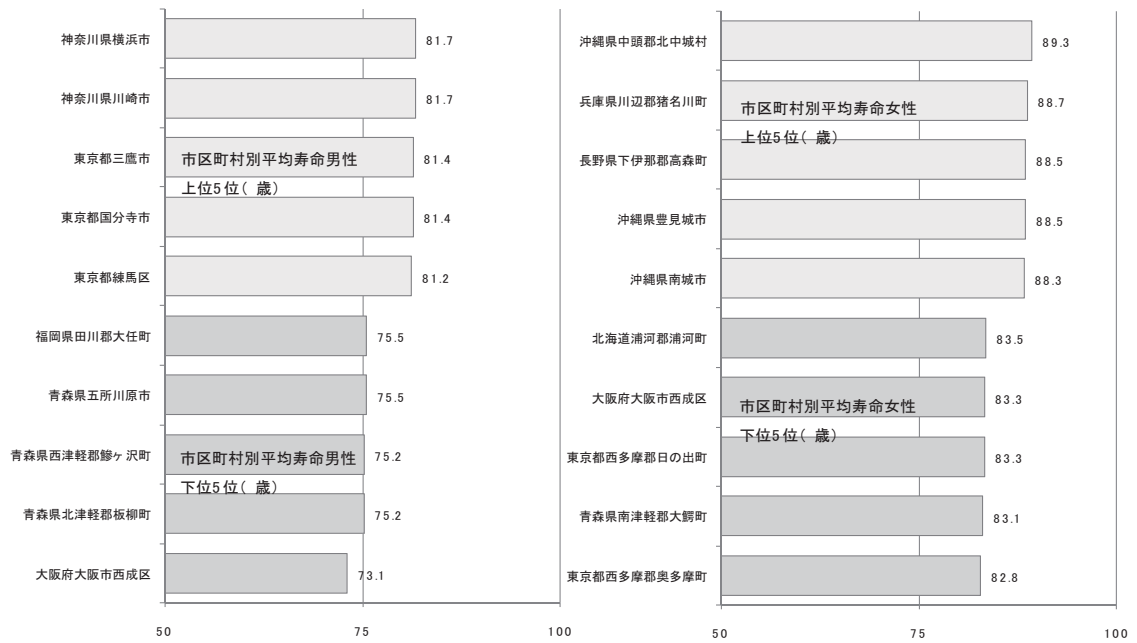 神奈川県横浜市 81.7
神奈川県川崎市 81.7
東京都三鷹市 81.4
市区町村別平均寿命男性
上位5位( 歳)
東京都国分寺市 81.4
東京都練馬区 81.2
福岡県田川郡大任町 75.5
青森県五所川原市 75.5
青森県西津軽郡鰺ヶ沢町 75.2
市区町村別平均寿命男性
下位5位( 歳)
青森県北津軽郡板柳町 75.2
大阪府大阪市西成区 73.1
50 75 100
沖縄県中頭郡北中城村 89.3
兵庫県川辺郡猪名川町 88.7
市区町村別平均寿命女性
上位5位( 歳)
長野県下伊那郡高森町 88.5
沖縄県豊見城市 88.5
沖縄県南城市 88.3
北海道浦河郡浦河町 83.5
大阪府大阪市西成区 83.3
市区町村別平均寿命女性
下位5位( 歳)
東京都西多摩郡日の出町 83.3
青森県南津軽郡大鰐町 83.1
東京都西多摩郡奥多摩町 82.8
50 75 100